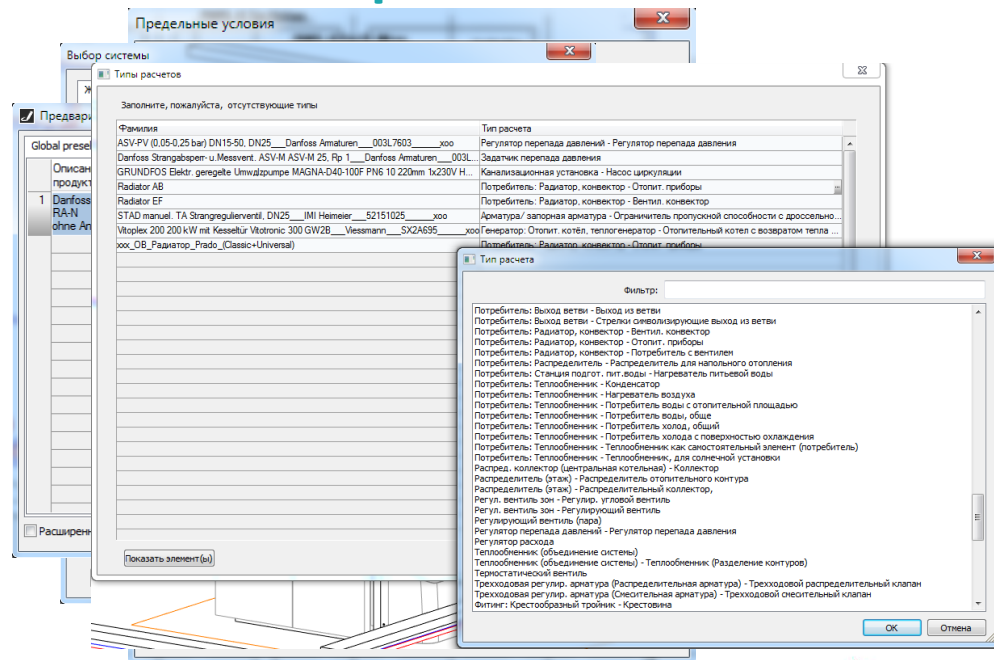 Предельные условия
Выбор системы
Типы расчетов
Заполните, пожалуйста, отсутствующие типы
Фамилия Тип расчета
ASV-PV (0,05-0,25 bar) DN15-50, DN25___Danfoss Armaturen___003L7603_____xoo Регулятор перепада давлений - Регулятор перепада давления
Danfoss Strangabsperr- u.Messvent. ASV-M ASV-M 25, Rp 1___Danfoss Armaturen___003L... Задатчик перепада давления
GRUNDFOS Elektr. geregelte Umwälzpumpe MAGNA-D40-100F PN6 10 220mm 1x230V H... Канализационная установка - Насос циркуляции
Radiator AB Потребитель: Радиатор, конвектор - Отопит. приборы
Radiator EF Потребитель: Радиатор, конвектор - Вентил. конвектор
STAD manuel. TA Strangregulierventil, DN25___IMI Heimeier___52151025_____xoo Арматура/ запорная арматура - Ограничитель пропускной способности с дроссельно...
Vitoplex 200 200 kW mit Kesseltür Vitotronic 300 GW2B___Viessmann___SX2A695_____xoo Генератор: Отопит. котёл, теплогенератор - Отопительный котел с возвратом тепла ...
xxx_OB_Радиатор_Prado_(Classic+Universal) Потребитель: Радиатор, конвектор - Отопит. приборы
Показать элемент(ы)
Предвари
Global presel
Описан
продукт
1 Danfoss
RA-N
ohne An
Расширенн
Тип расчета
Фильтр:
Потребитель: Выход ветви - Выход из ветви
Потребитель: Выход ветви - Стрелки символизирующие выход из ветви
Потребитель: Радиатор, конвектор - Вентил. конвектор
Потребитель: Радиатор, конвектор - Отопит. приборы
Потребитель: Радиатор, конвектор - Потребитель с вентилем
Потребитель: Распределитель - Распределитель для напольного отопления
Потребитель: Станция подгот. пит.воды - Нагреватель питьевой воды
Потребитель: Теплообменник - Конденсатор
Потребитель: Теплообменник - Нагреватель воздуха
Потребитель: Теплообменник - Потребитель воды с отопительной площадью
Потребитель: Теплообменник - Потребитель воды, обще
Потребитель: Теплообменник - Потребитель холод, общий
Потребитель: Теплообменник - Потребитель холода с поверхностью охлаждения
Потребитель: Теплообменник - Теплообменник как самостоятельный элемент (потребитель)
Потребитель: Теплообменник - Теплообменник, для солнечной установки
Распред. коллектор (центральная котельная) - Коллектор
Распределитель (этаж) - Распределитель отопительного контура
Распределитель (этаж) - Распределительный коллектор,
Регул. вентиль зон - Регулир. угловой вентиль
Регул. вентиль зон - Регулирующий вентиль
Регулирующий вентиль (пара)
Регулятор перепада давлений - Регулятор перепада давления
Регулятор расхода
Теплообменник (объединение системы)
Теплообменник (объединение системы) - Теплообменник (Разделение контуров)
Термостатический вентиль
Трехходовая регулир. арматура (Распределительная арматура) - Трехходовой распределительный клапан
Трехходовая регулир. арматура (Смесительная арматура) - Трехходовой смесительный клапан
Фитинг: Крестообразный тройник - Крестовина
OK Отмена